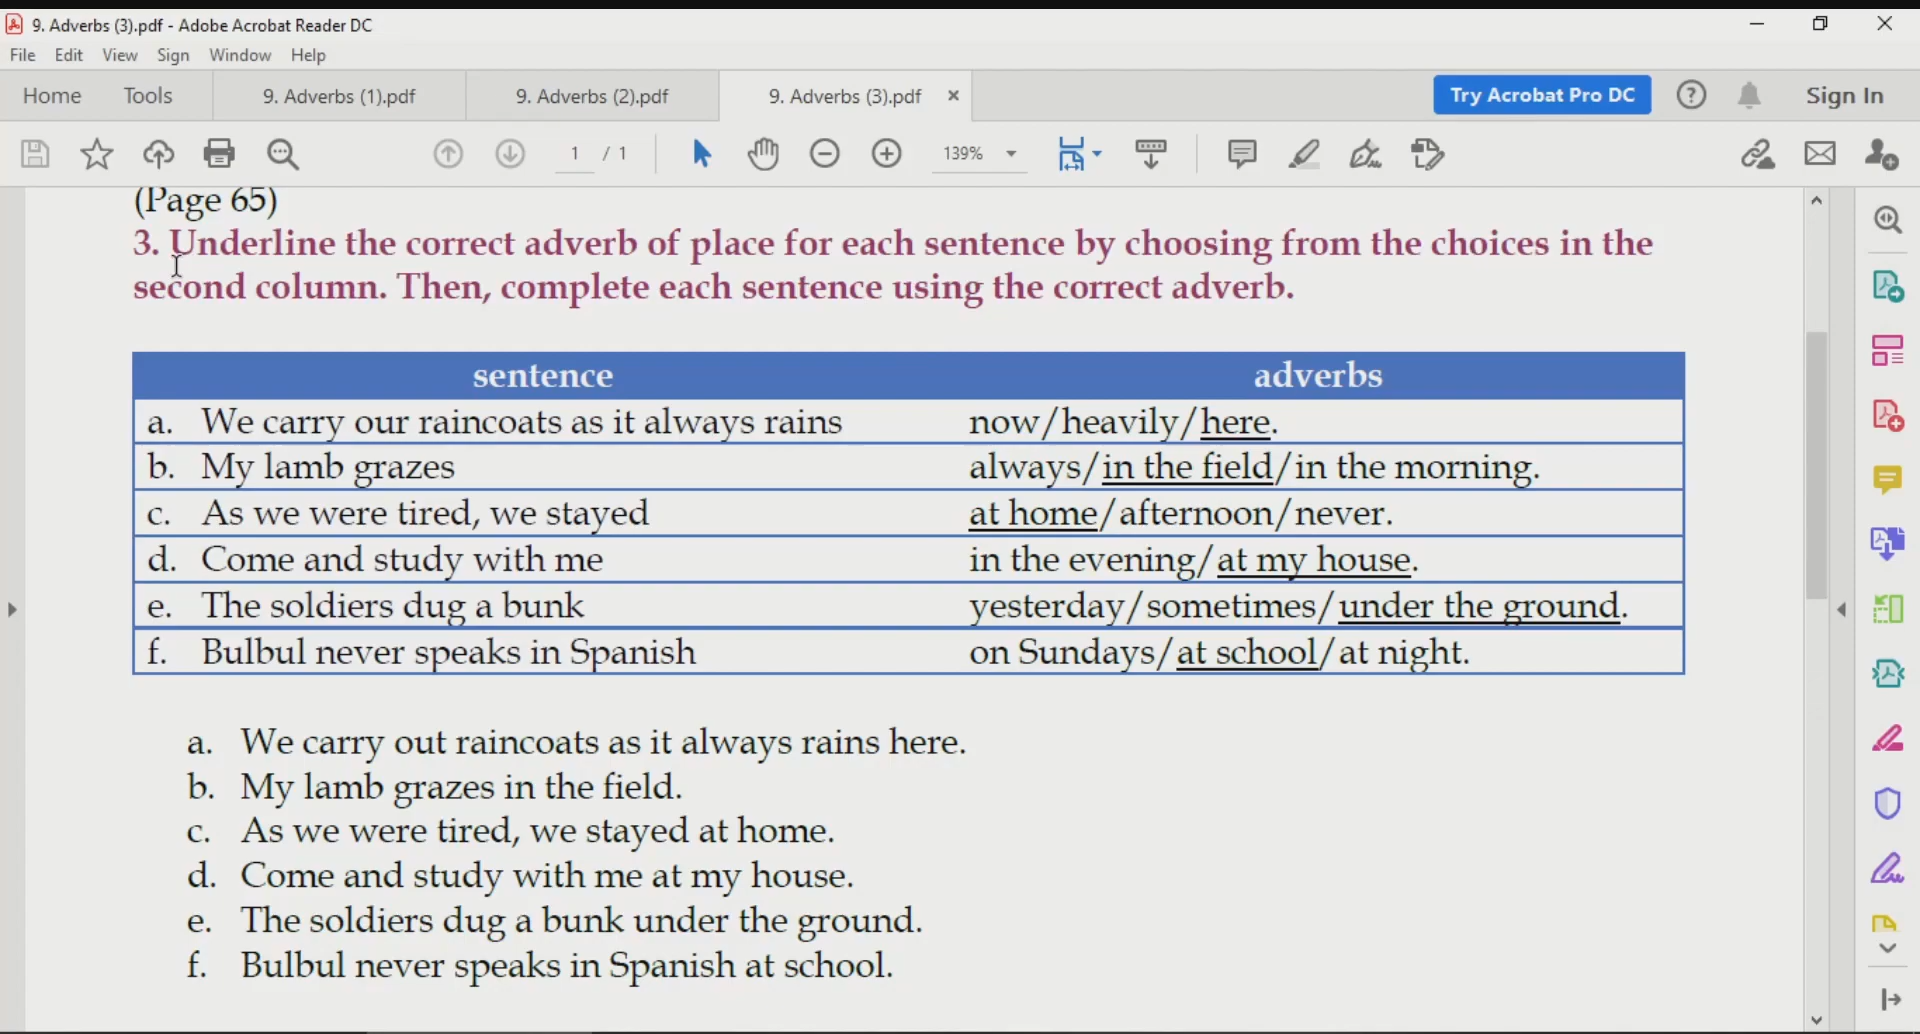 9. Adverbs (3).pdf - Adobe Acrobat Reader DC
File Edit View Sign Window Help
Home Tools 9. Adverbs (1).pdf 9. Adverbs (2).pdf 9. Adverbs (3).pdf × Try Acrobat Pro DC Sign In
1 / 1 139%
(Page 65)
3. Underline the correct adverb of place for each sentence by choosing from the choices in the
second column. Then, complete each sentence using the correct adverb.
sentence adverbs
a. We carry our raincoats as it always rains now/heavily/here.
b. My lamb grazes always/in the field/in the morning.
c. As we were tired, we stayed at home/afternoon/never.
d. Come and study with me in the evening/at my house.
e. The soldiers dug a bunk yesterday/sometimes/under the ground.
f. Bulbul never speaks in Spanish on Sundays/at school/at night.
a. We carry out raincoats as it always rains here.
b. My lamb grazes in the field.
c. As we were tired, we stayed at home.
d. Come and study with me at my house.
e. The soldiers dug a bunk under the ground.
f. Bulbul never speaks in Spanish at school.